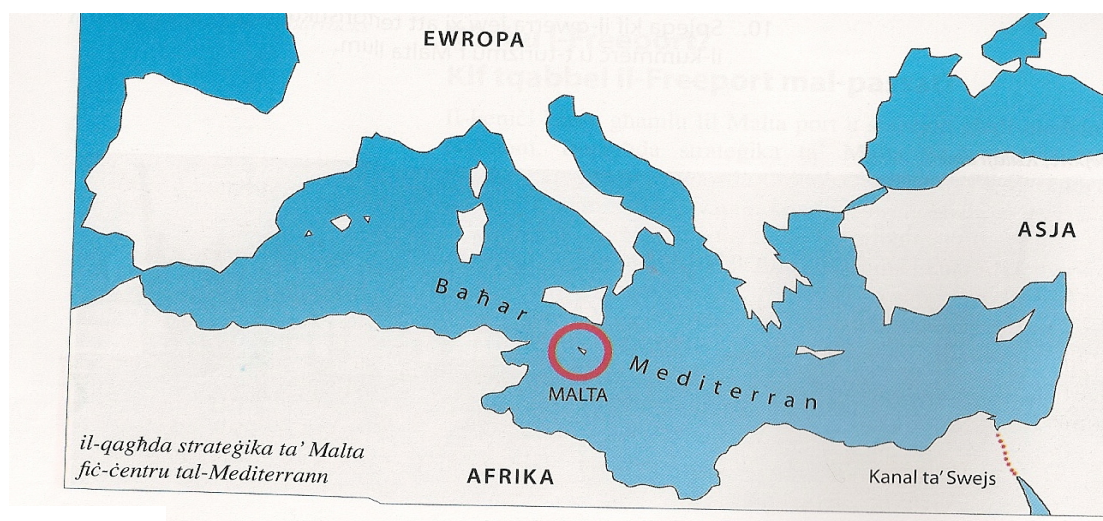 EWROPA
ASJA
Baħar
Mediterran
MALTA
il-qagħda strateġika ta' Malta
fiċ-ċentru tal-Mediterrann
AFRIKA
Kanal ta' Swejs